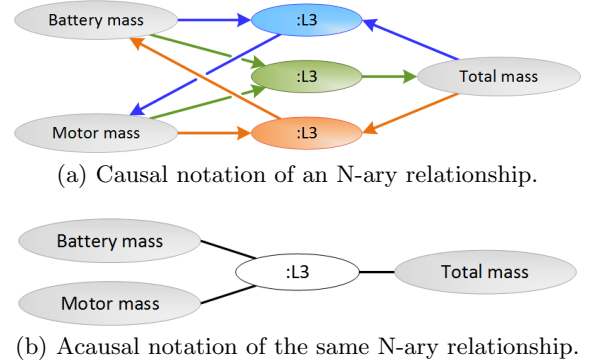 Battery mass
:L3
:L3
Total mass
Motor mass
:L3
(a) Causal notation of an N-ary relationship.
Battery mass
:L3
Total mass
Motor mass
(b) Acausal notation of the same N-ary relationship.